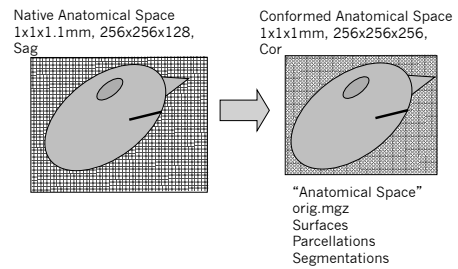 Native Anatomical Space
1x1x1.1mm, 256x256x128,
Sag
Conformed Anatomical Space
1x1x1mm, 256x256x256,
Cor
“Anatomical Space”
orig.mgz
Surfaces
Parcellations
Segmentations